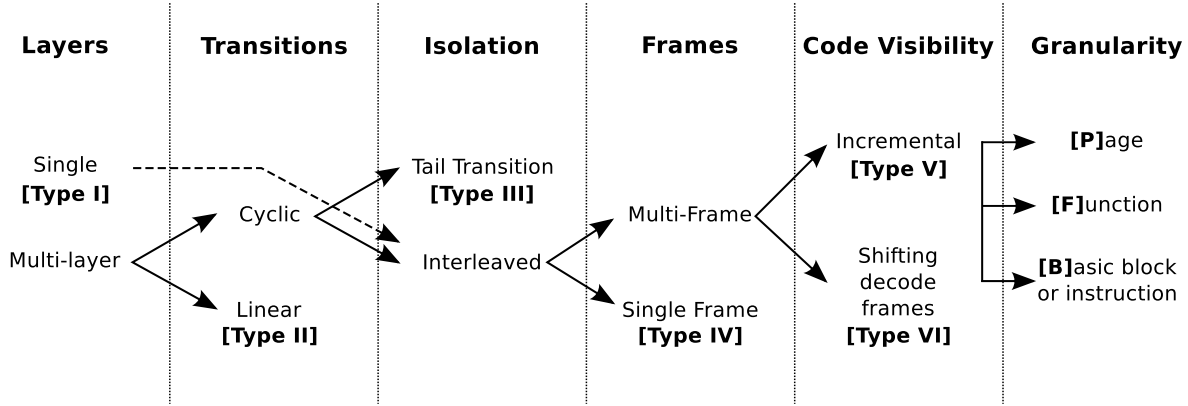 Layers
Transitions
Isolation
Frames
Code Visibility
Granularity
Single
[Type I]
Multi-layer
Cyclic
Linear
[Type II]
Tail Transition
[Type III]
Interleaved
Multi-Frame
Single Frame
[Type IV]
Incremental
[Type V]
Shifting
decode
frames
[Type VI]
[P]age
[F]unction
[B]asic block
or instruction